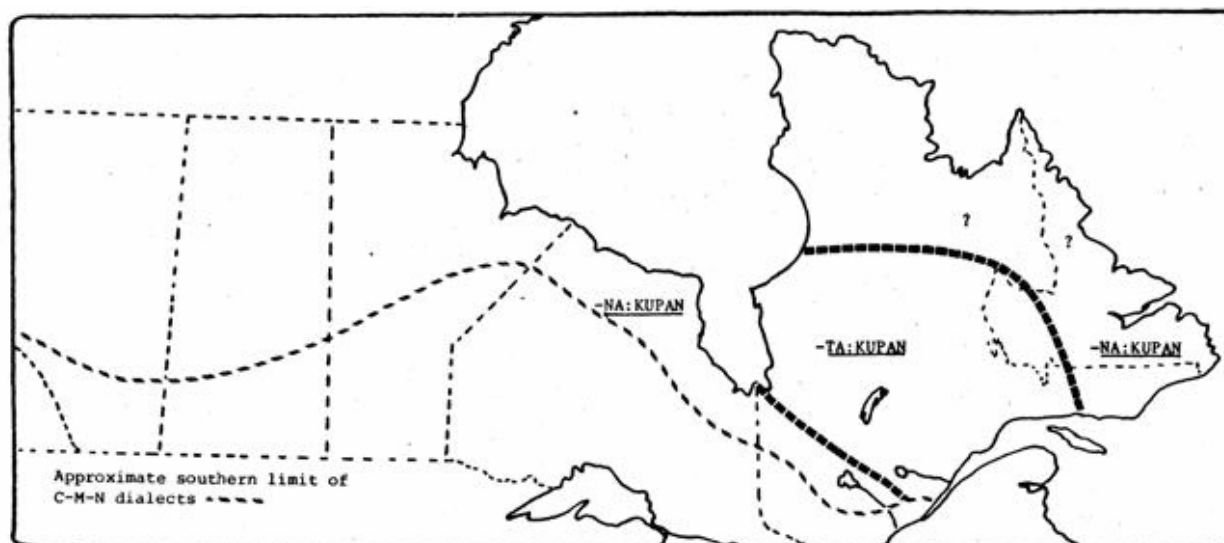 ?
?
-NA:KUPAN
-TA:KUPAN
-NA:KUPAN
Approximate southern limit of
C-M-N dialects